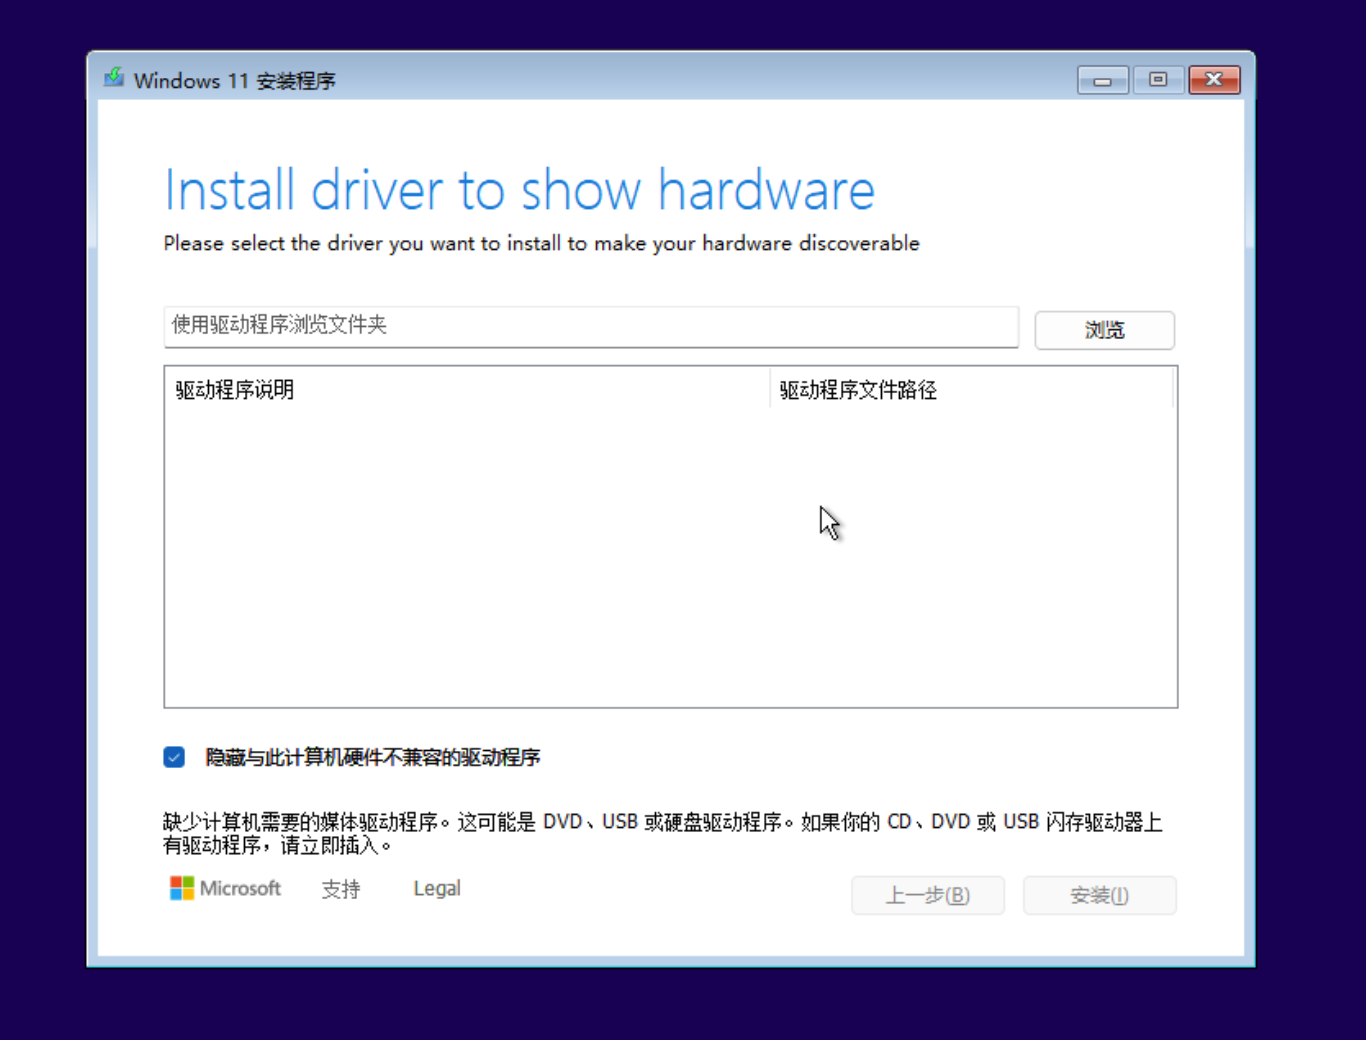 Windows 11 安装程序
Install driver to show hardware
Please select the driver you want to install to make your hardware discoverable
使用驱动程序浏览文件夹
浏览
驱动程序说明
驱动程序文件路径
隐藏与此计算机硬件不兼容的驱动程序
缺少计算机需要的媒体驱动程序。这可能是 DVD、USB 或硬盘驱动程序。如果你的 CD、DVD 或 USB 闪存驱动器上
有驱动程序，请立即插入。
Microsoft 支持 Legal
上一步(B) 安装(I)